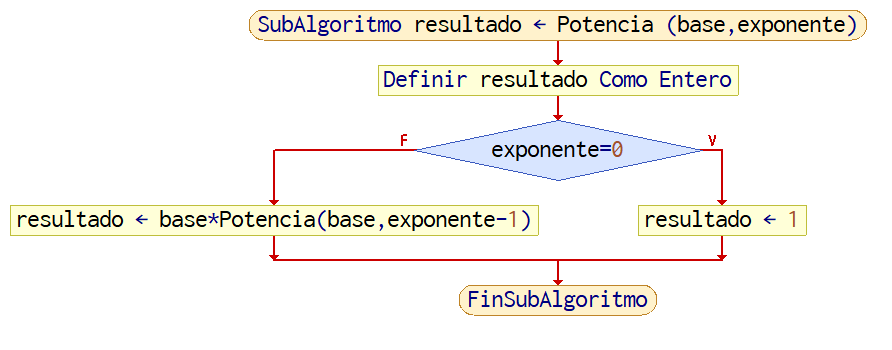 SubAlgoritmo resultado ← Potencia (base,exponente)
Definir resultado Como Entero
F
V
exponente=0
resultado ← base*Potencia(base,exponente-1)
resultado ← 1
FinSubAlgoritmo